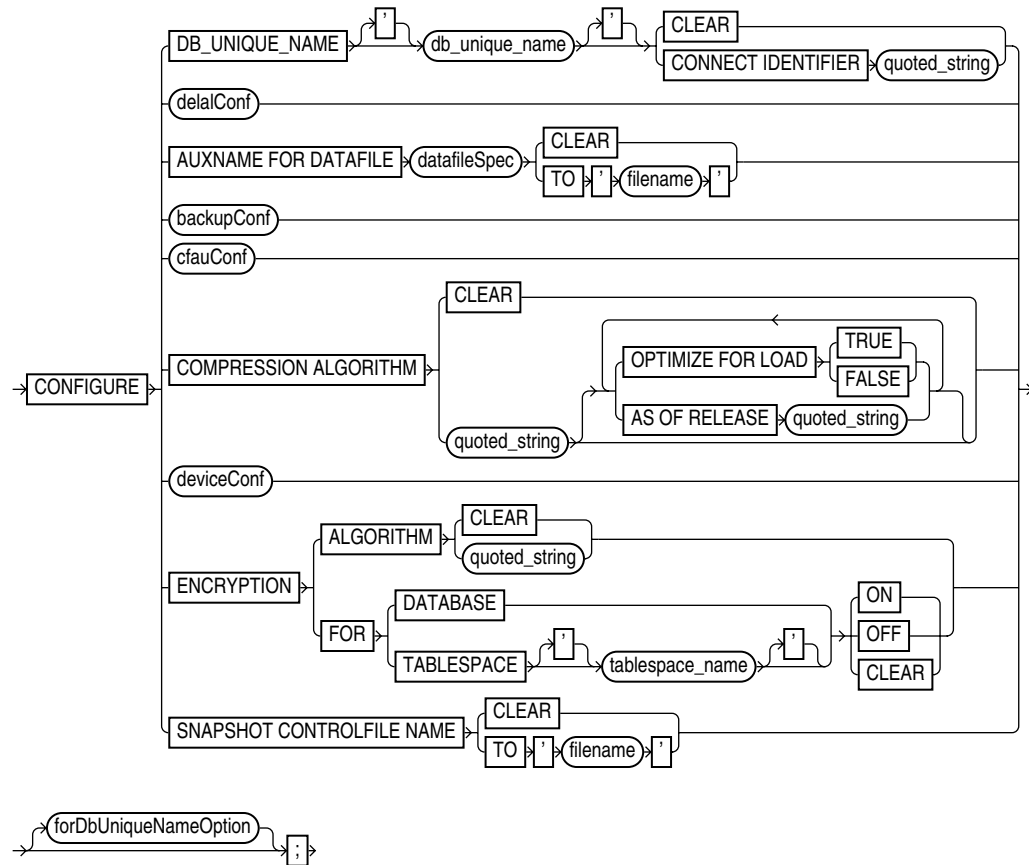 CLEAR
DB_UNIQUE_NAME ' db_unique_name '
CONNECT IDENTIFIER quoted_string
delalConf
CLEAR
AUXNAME FOR DATAFILE datafileSpec
TO ' filename '
backupConf
cfauConf
CLEAR
TRUE
OPTIMIZE FOR LOAD
FALSE
COMPRESSION ALGORITHM
CONFIGURE
AS OF RELEASE quoted_string
quoted_string
deviceConf
CLEAR
ALGORITHM
quoted_string
ENCRYPTION
DATABASE ON
FOR OFF
TABLESPACE ' tablespace_name ' CLEAR
CLEAR
SNAPSHOT CONTROLFILE NAME
TO ' filename '
forDbUniqueNameOption
;